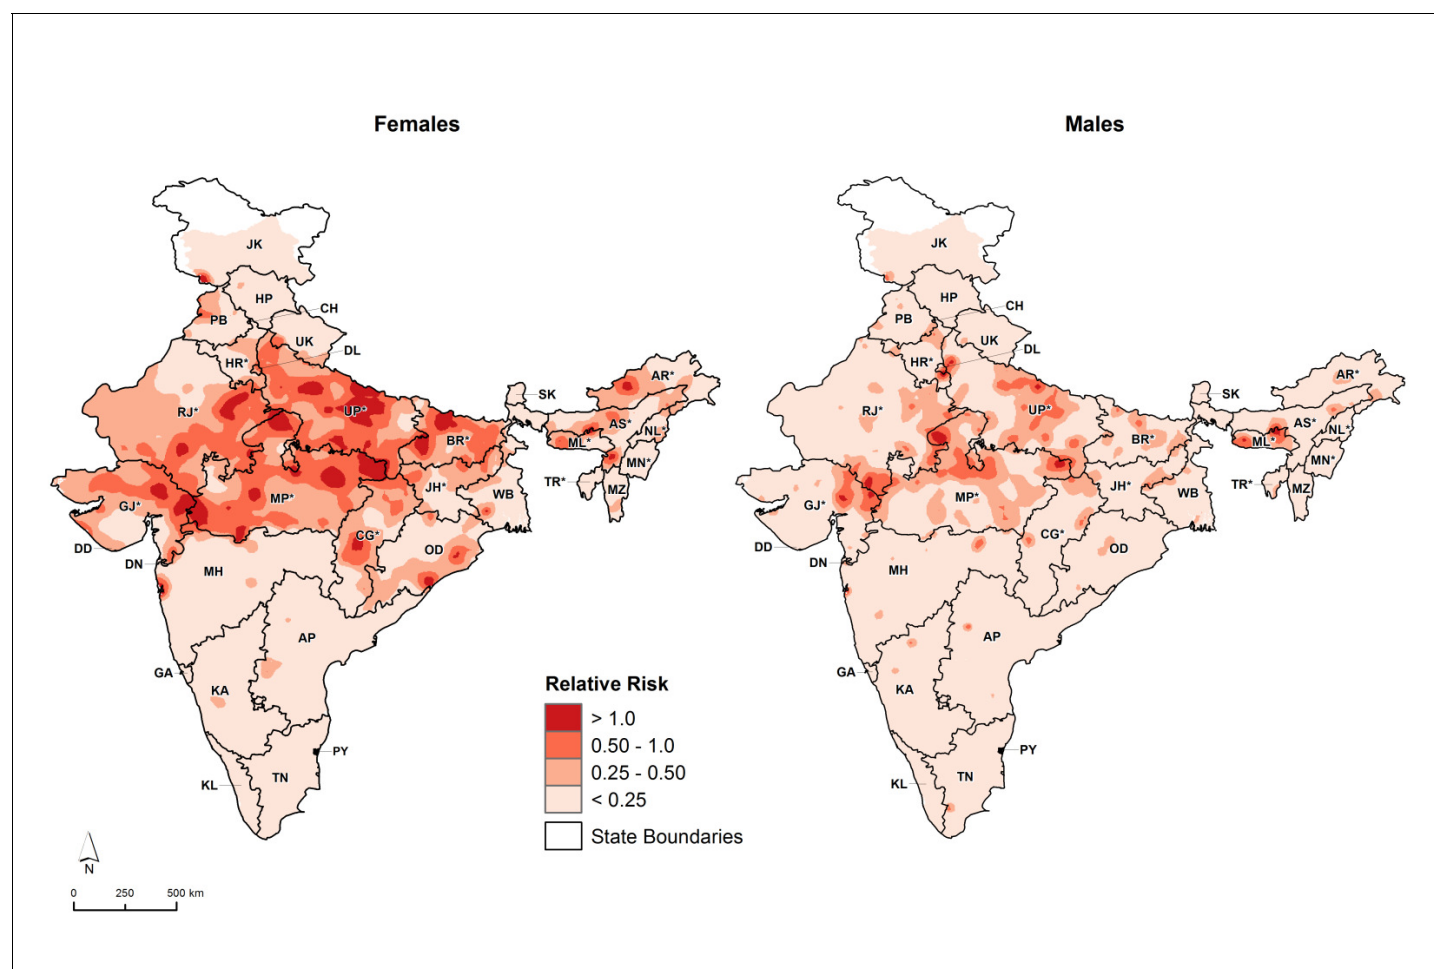 Females
JK
HP
CH
PB
UK
DL
HR*
AR*
SK
RJ*
UP*
AS*
BR*
ML*
NL*
MN*
TR*
MZ
JH*
WB
MP*
GJ*
CG*
OD
DD
DN
MH
AP
GA
KA
PY
TN
KL
Males
JK
HP
CH
PB
UK
DL
HR*
AR*
SK
RJ*
UP*
AS*
BR*
ML*
NL*
MN*
TR*
MZ
JH*
WB
MP*
GJ*
CG*
OD
DD
DN
MH
AP
GA
KA
PY
TN
KL
Relative Risk
> 1.0
0.50 - 1.0
0.25 - 0.50
< 0.25
State Boundaries
N
0 250 500 km